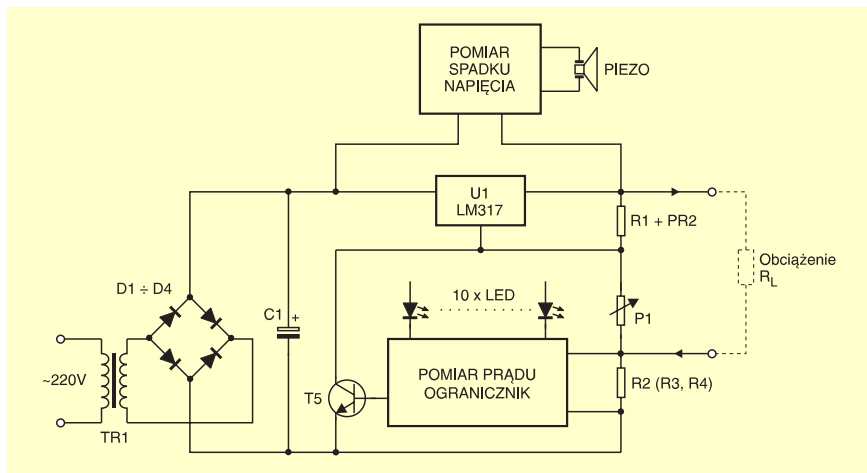 POMIAR
SPADKU
NAPIĘCIA
PIEZO
U1
LM317
R1 + PR2
Obciążenie
RL
D1 ÷ D4
10 x LED
C1 +
P1
~220V
POMIAR PRĄDU
OGRANICZNIK
T5
R2 (R3, R4)
TR1